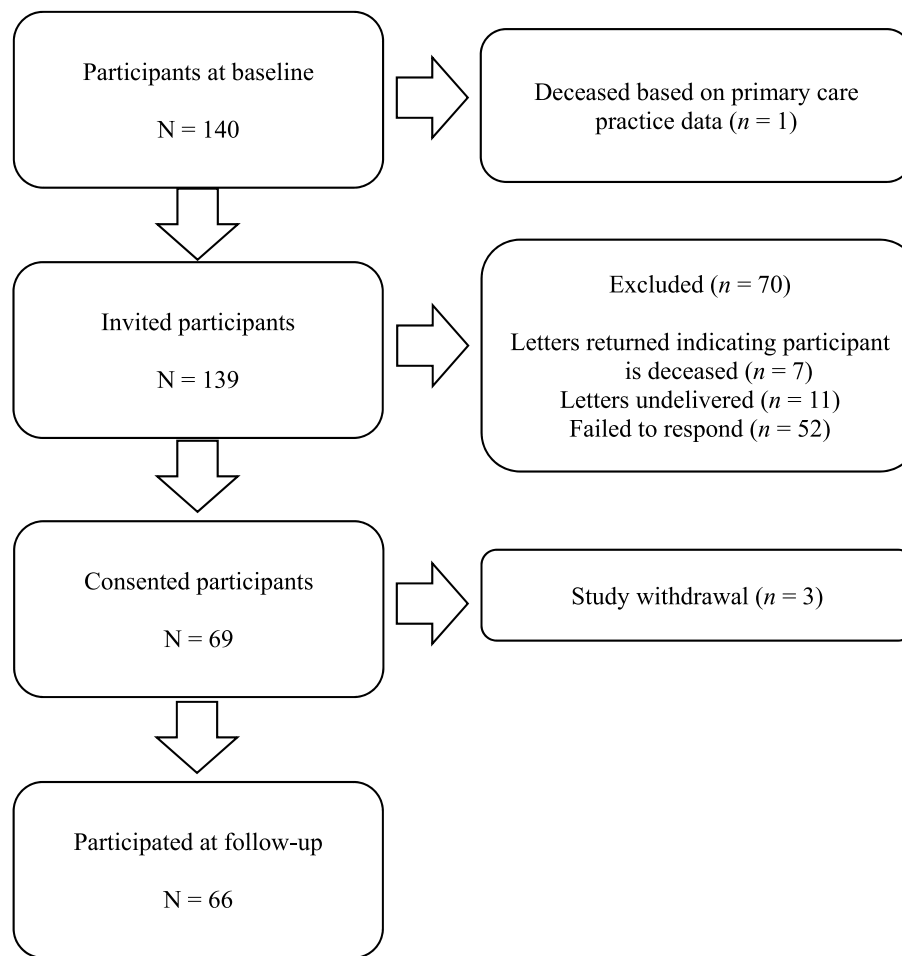 Participants at baseline
N = 140
Deceased based on primary care
practice data (n = 1)
Invited participants
N = 139
Excluded (n = 70)
Letters returned indicating participant
is deceased (n = 7)
Letters undelivered (n = 11)
Failed to respond (n = 52)
Consented participants
N = 69
Study withdrawal (n = 3)
Participated at follow-up
N = 66